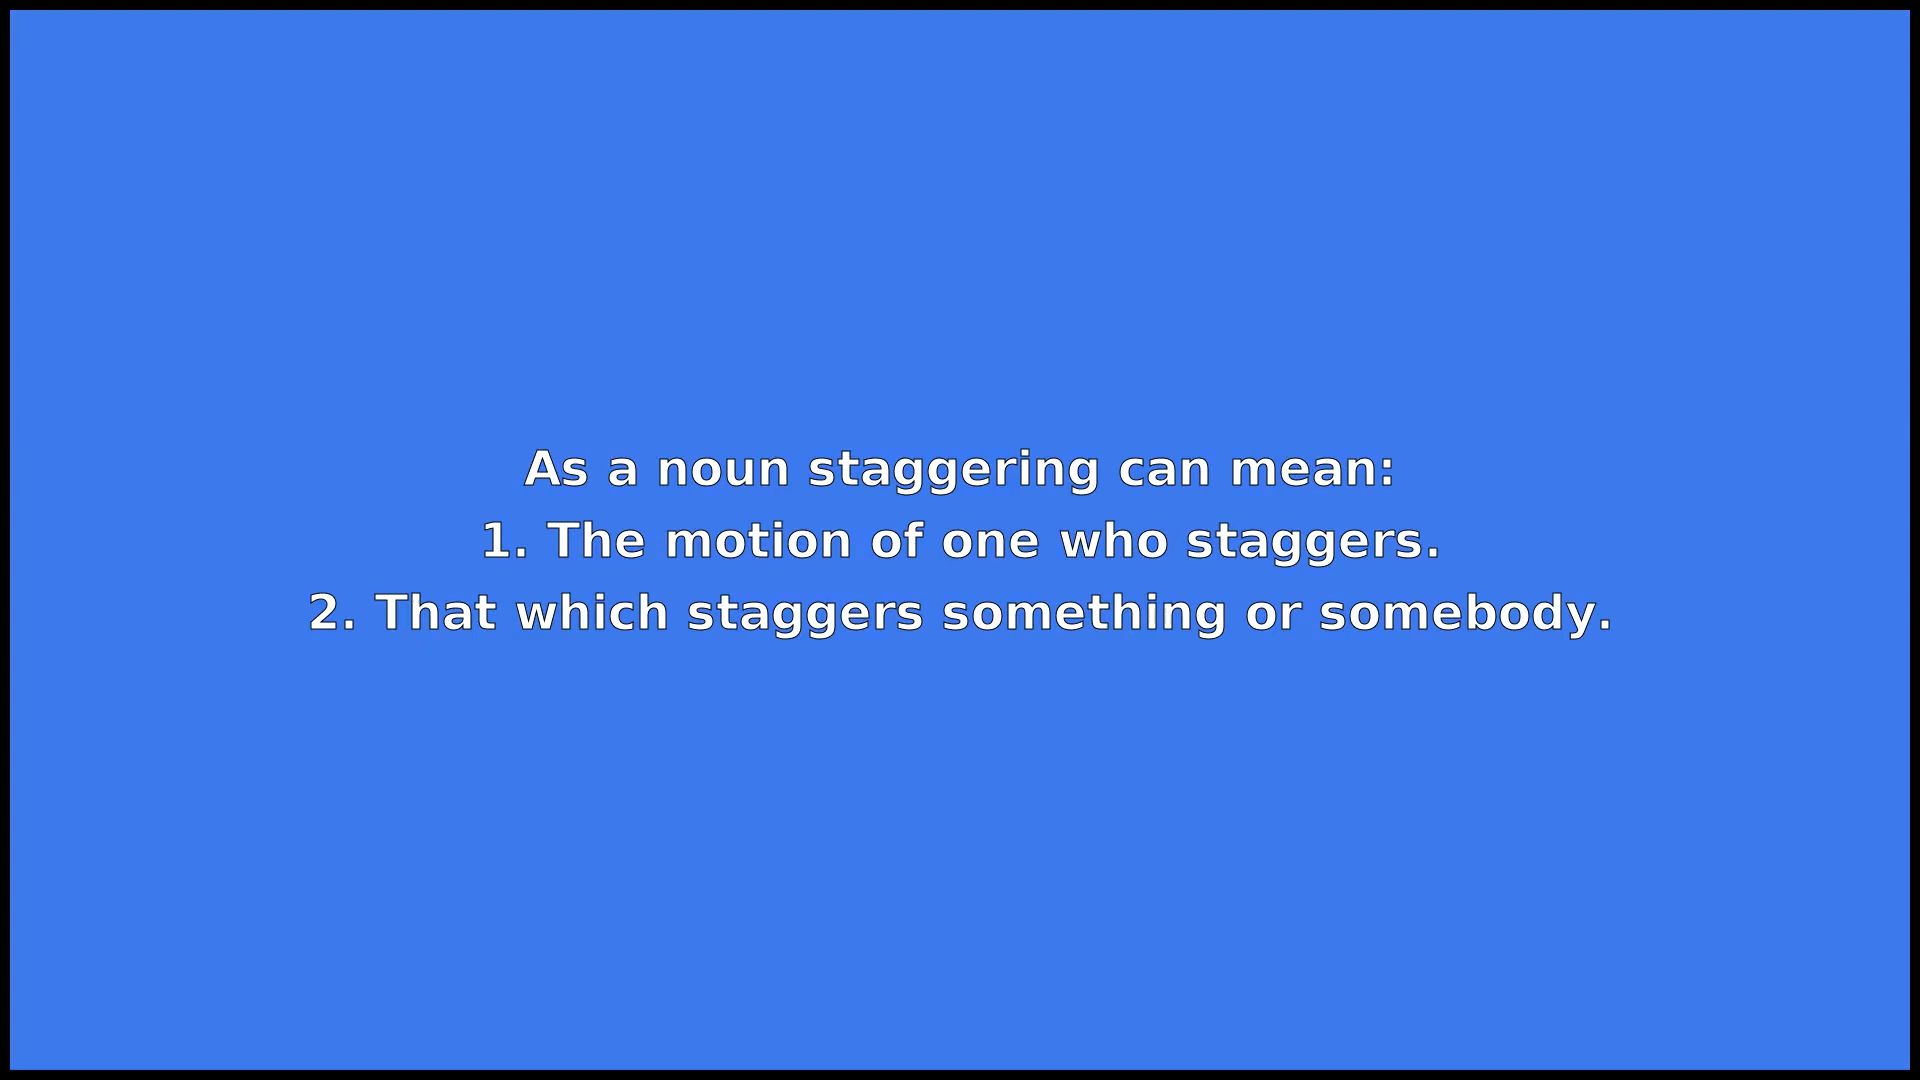 As a noun staggering can mean:
1. The motion of one who staggers.
2. That which staggers something or somebody.